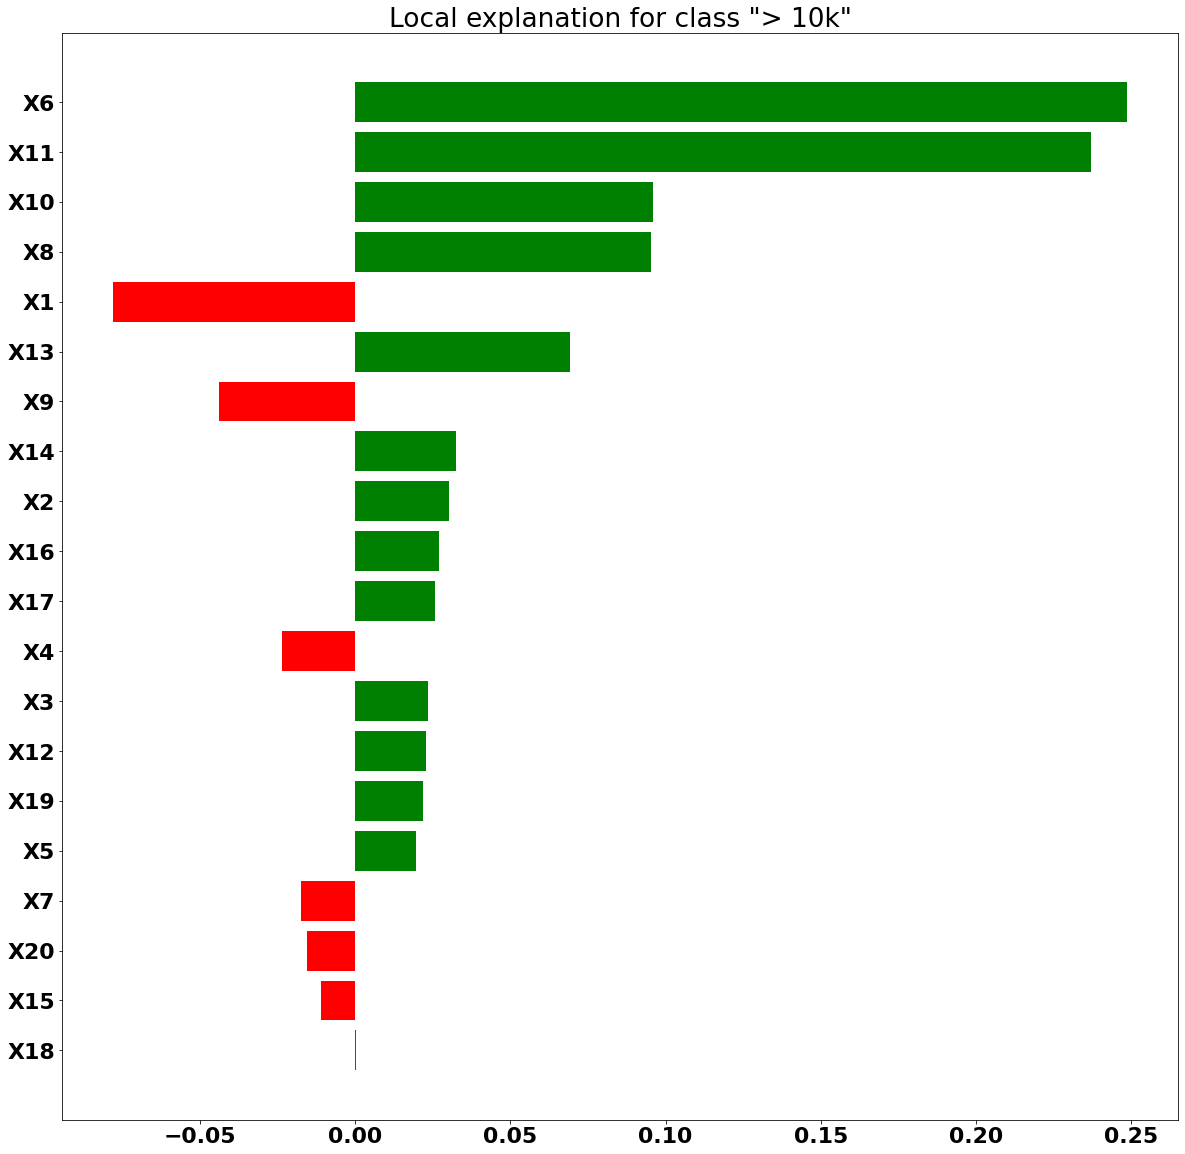 Local explanation for class "> 10k"
X6
X11
X10
X8
X1
X13
X9
X14
X2
X16
X17
X4
X3
X12
X19
X5
X7
X20
X15
X18
−0.05 0.00 0.05 0.10 0.15 0.20 0.25